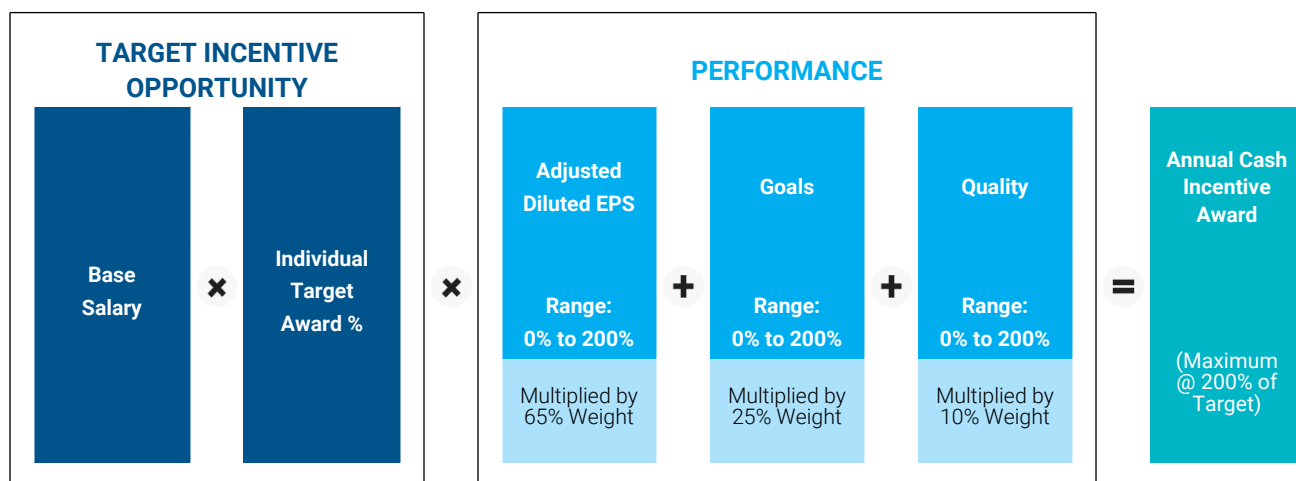 TARGET INCENTIVE
OPPORTUNITY
Base
Salary
×
Individual
Target
Award %
×
PERFORMANCE
Adjusted
Diluted EPS
Range:
0% to 200%
Multiplied by
65% Weight
+
Goals
Range:
0% to 200%
Multiplied by
25% Weight
+
Quality
Range:
0% to 200%
Multiplied by
10% Weight
=
Annual Cash
Incentive
Award
(Maximum
@ 200% of
Target)